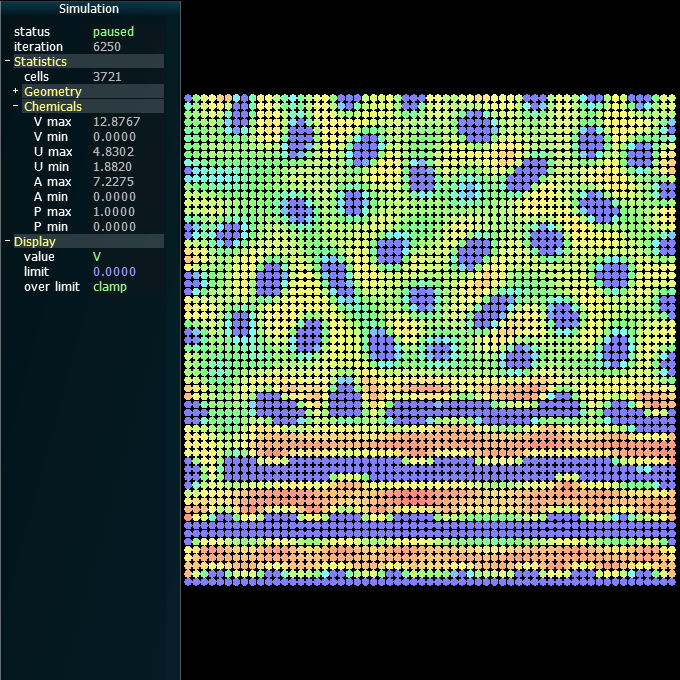 Simulation
status paused
iteration 6250
- Statistics
cells 3721
+ Geometry
- Chemicals
V max 12.8767
V min 0.0000
U max 4.8302
U min 1.8820
A max 7.2275
A min 0.0000
P max 1.0000
P min 0.0000
- Display
value V
limit 0.0000
over limit clamp